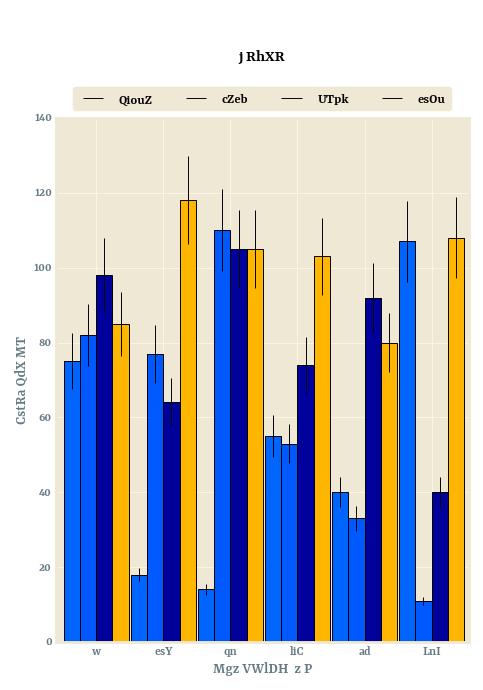 j RhXR
QiouZ cZeb UTpk esOu
140
120
100
80
60
40
20
0
CstRa QdX MT
w esY qn liC ad LnI
Mgz VWlDH z P